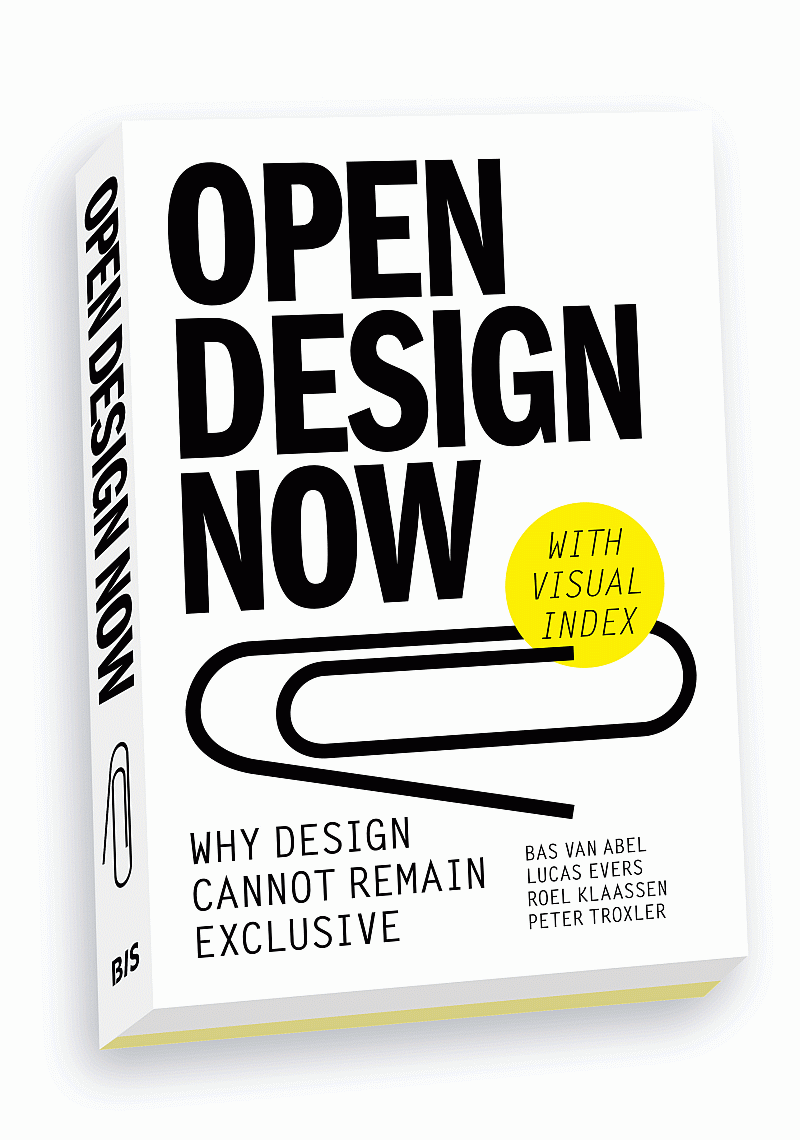 OPEN DESIGN NOW
BIS
OPEN
DESIGN
NOW
WITH
VISUAL
INDEX
WHY DESIGN
CANNOT REMAIN
EXCLUSIVE
BAS VAN ABEL
LUCAS EVERS
ROEL KLAASSEN
PETER TROXLER